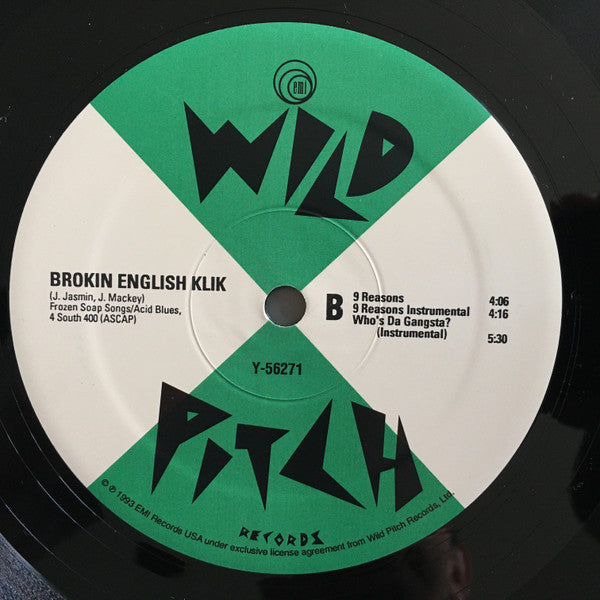 emi
WILD
BROKIN ENGLISH KLIK
(J. Jasmin, J. Mackey)
Frozen Soap Songs/Acid Blues,
4 South 400 (ASCAP)
B
9 Reasons 4:06
9 Reasons Instrumental 4:16
Who's Da Gangsta?
(Instrumental) 5:30
Y-56271
PITCH
RECORDS
© ℗ 1993 EMI Records USA under exclusive license agreement from Wild Pitch Records, Ltd.